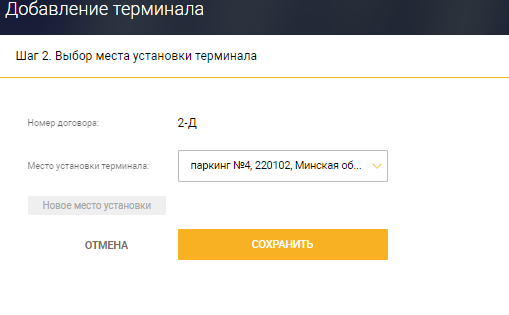 Добавление терминала
Шаг 2. Выбор места установки терминала
Номер договора: 2-Д
Место установки терминала: паркинг №4, 220102, Минская об...
Новое место установки
ОТМЕНА СОХРАНИТЬ